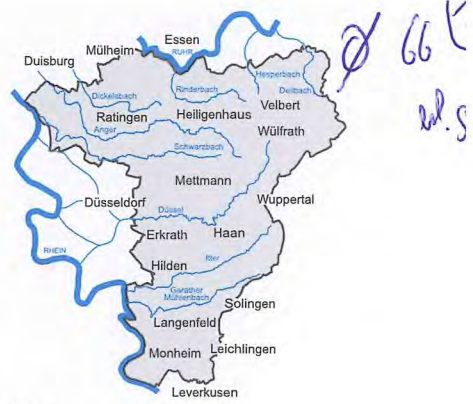 Essen
Mülheim
RUHR
Duisburg
Hesperbach
Dickelsbach
Rinderbach
Deilbach
Velbert
Ratingen
Heiligenhaus
Anger
Wülfrath
Schwarzbach
Mettmann
Wuppertal
Düsseldorf
Düssel
Erkrath
Haan
RHEIN
Hilden
Itter
Garather
Mühlenbach
Solingen
Langenfeld
Monheim
Leichlingen
Leverkusen
66